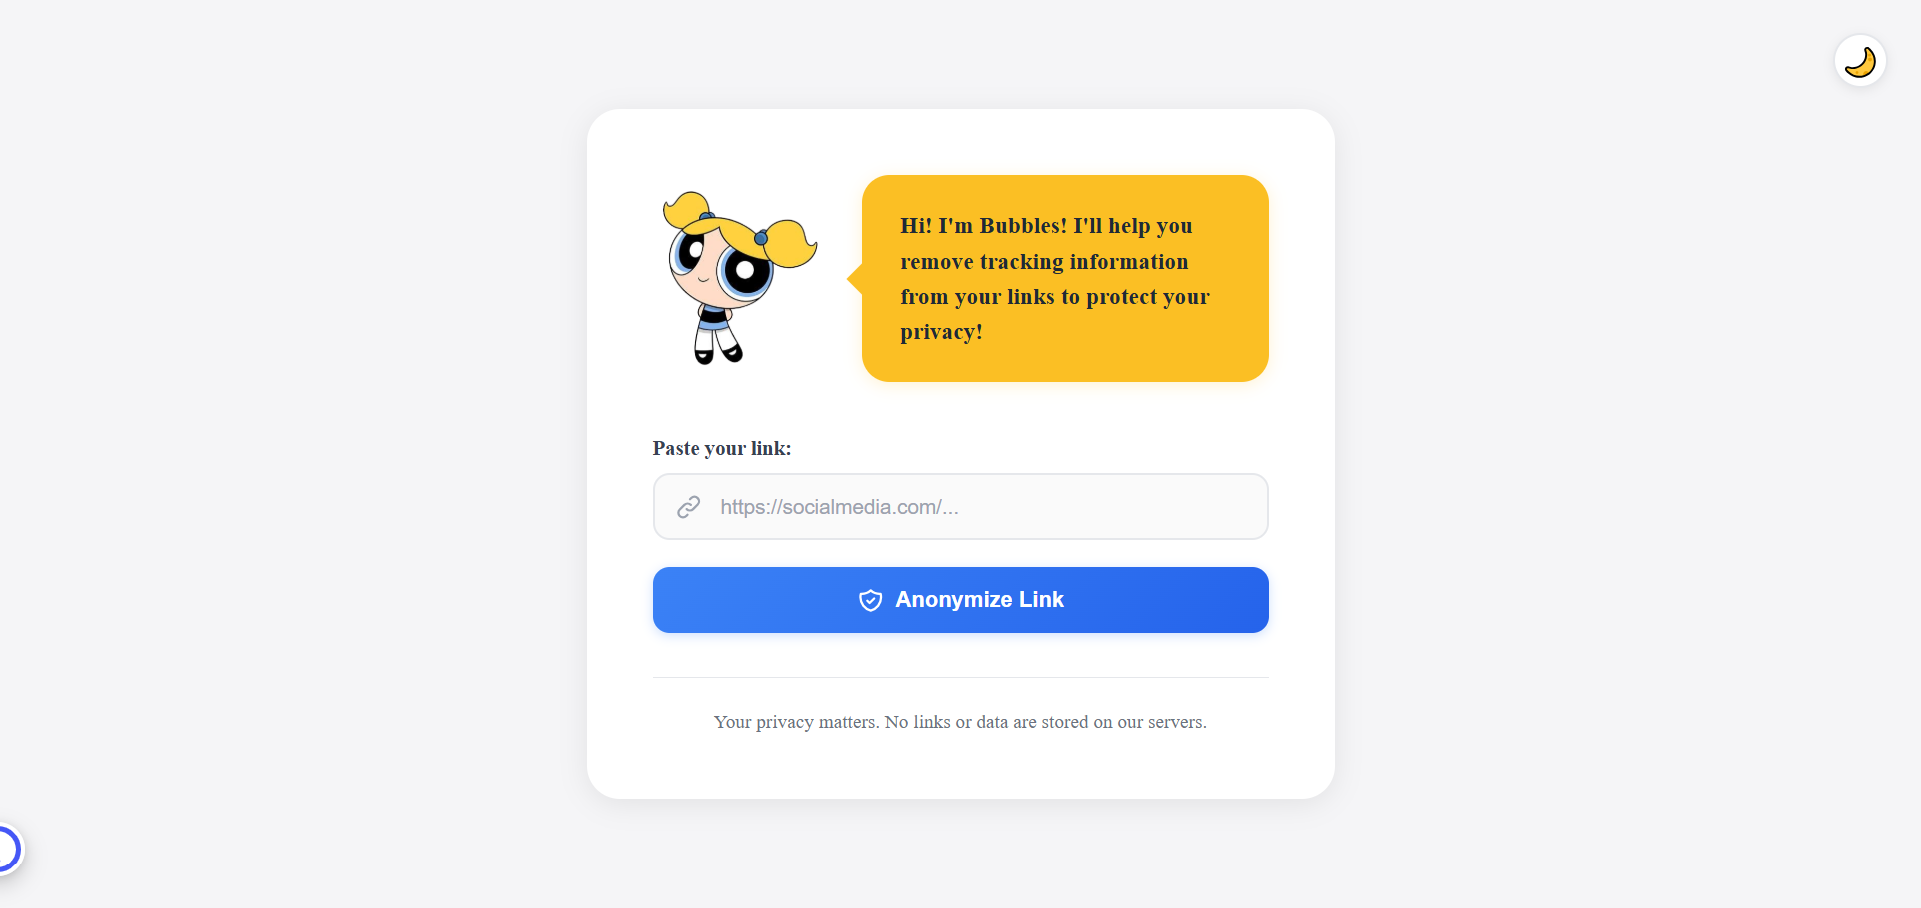 Hi! I'm Bubbles! I'll help you
remove tracking information
from your links to protect your
privacy!
Paste your link:
https://socialmedia.com/...
Anonymize Link
Your privacy matters. No links or data are stored on our servers.